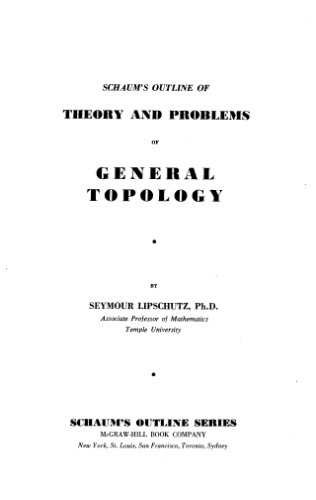 SCHAUM'S OUTLINE OF
THEORY AND PROBLEMS
OF
GENERAL
TOPOLOGY
•
BY
SEYMOUR LIPSCHUTZ, Ph.D.
Associate Professor of Mathematics
Temple University
•
SCHAUM'S OUTLINE SERIES
McGRAW-HILL BOOK COMPANY
New York, St. Louis, San Francisco, Toronto, Sydney